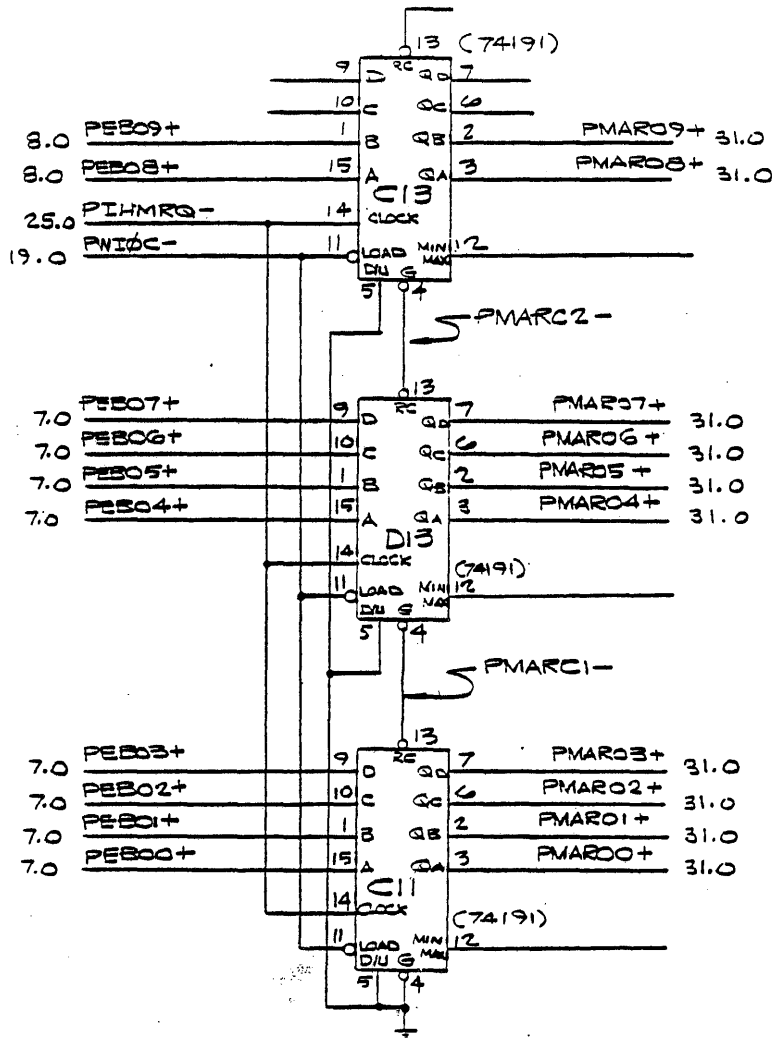 13 (74191)
9 D RC QD 7
10 C QC 6
8.0 PEB09+ 1 B QB 2 PMAR09+ 31.0
8.0 PEB08+ 15 A QA 3 PMAR08+ 31.0
C13
25.0 PIHMRQ- 14 CLOCK
19.0 PWIØC- 11 LOAD MIN MAX 12
D/U G
5 4
PMARC2-
13
RC
7.0 PEB07+ 9 D QD 7 PMAR07+ 31.0
7.0 PEB06+ 10 C QC 6 PMAR06+ 31.0
7.0 PEB05+ 1 B QB 2 PMAR05+ 31.0
7.0 PEB04+ 15 A QA 3 PMAR04+ 31.0
D13
14 CLOCK (74191)
11 LOAD MIN MAX 12
D/U G
5 4
PMARC1-
13
RC
7.0 PEB03+ 9 D QD 7 PMAR03+ 31.0
7.0 PEB02+ 10 C QC 6 PMAR02+ 31.0
7.0 PEB01+ 1 B QB 2 PMAR01+ 31.0
7.0 PEB00+ 15 A QA 3 PMAR00+ 31.0
C11
14 CLOCK (74191)
11 LOAD MIN MAX 12
D/U G
5 4